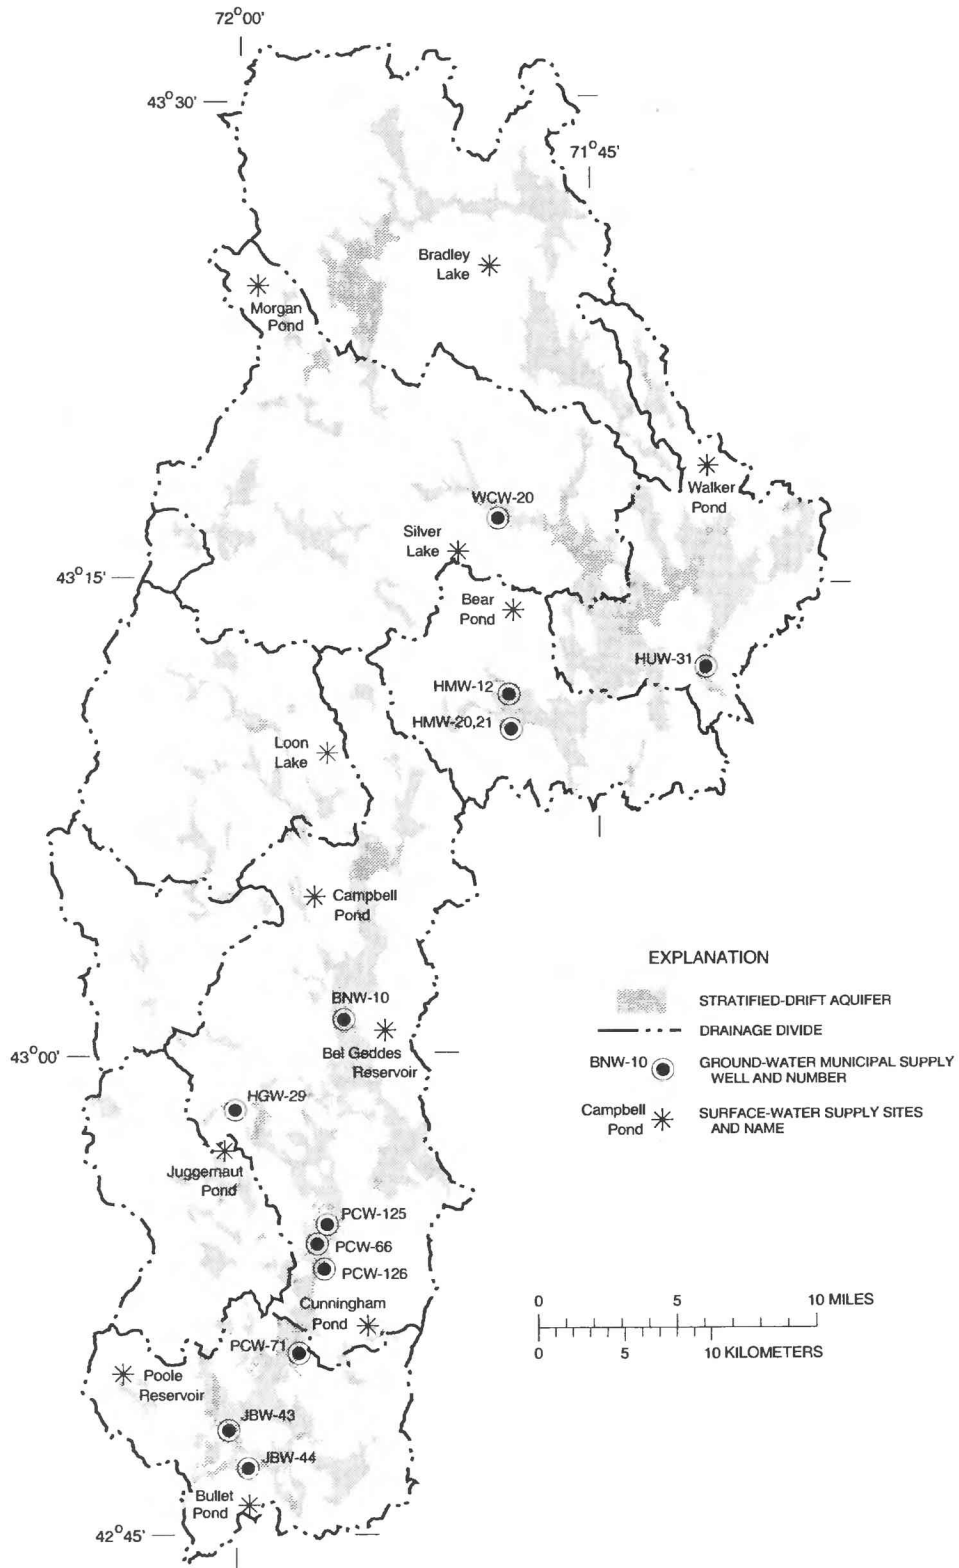 72°00'
43°30'
71°45'
Bradley
Lake
Morgan
Pond
Walker
Pond
WCW-20
Silver
Lake
43°15'
Bear
Pond
HUW-31
HMW-12
HMW-20,21
Loon
Lake
Campbell
Pond
EXPLANATION
STRATIFIED-DRIFT AQUIFER
DRAINAGE DIVIDE
BNW-10
GROUND-WATER MUNICIPAL SUPPLY
WELL AND NUMBER
Campbell
Pond
SURFACE-WATER SUPPLY SITES
AND NAME
BNW-10
Bel Geddes
Reservoir
43°00'
HGW-29
Juggernaut
Pond
PCW-125
PCW-66
PCW-126
Cunningham
Pond
0 5 10 MILES
0 5 10 KILOMETERS
PCW-71
Poole
Reservoir
JBW-43
JBW-44
Bullet
Pond
42°45'